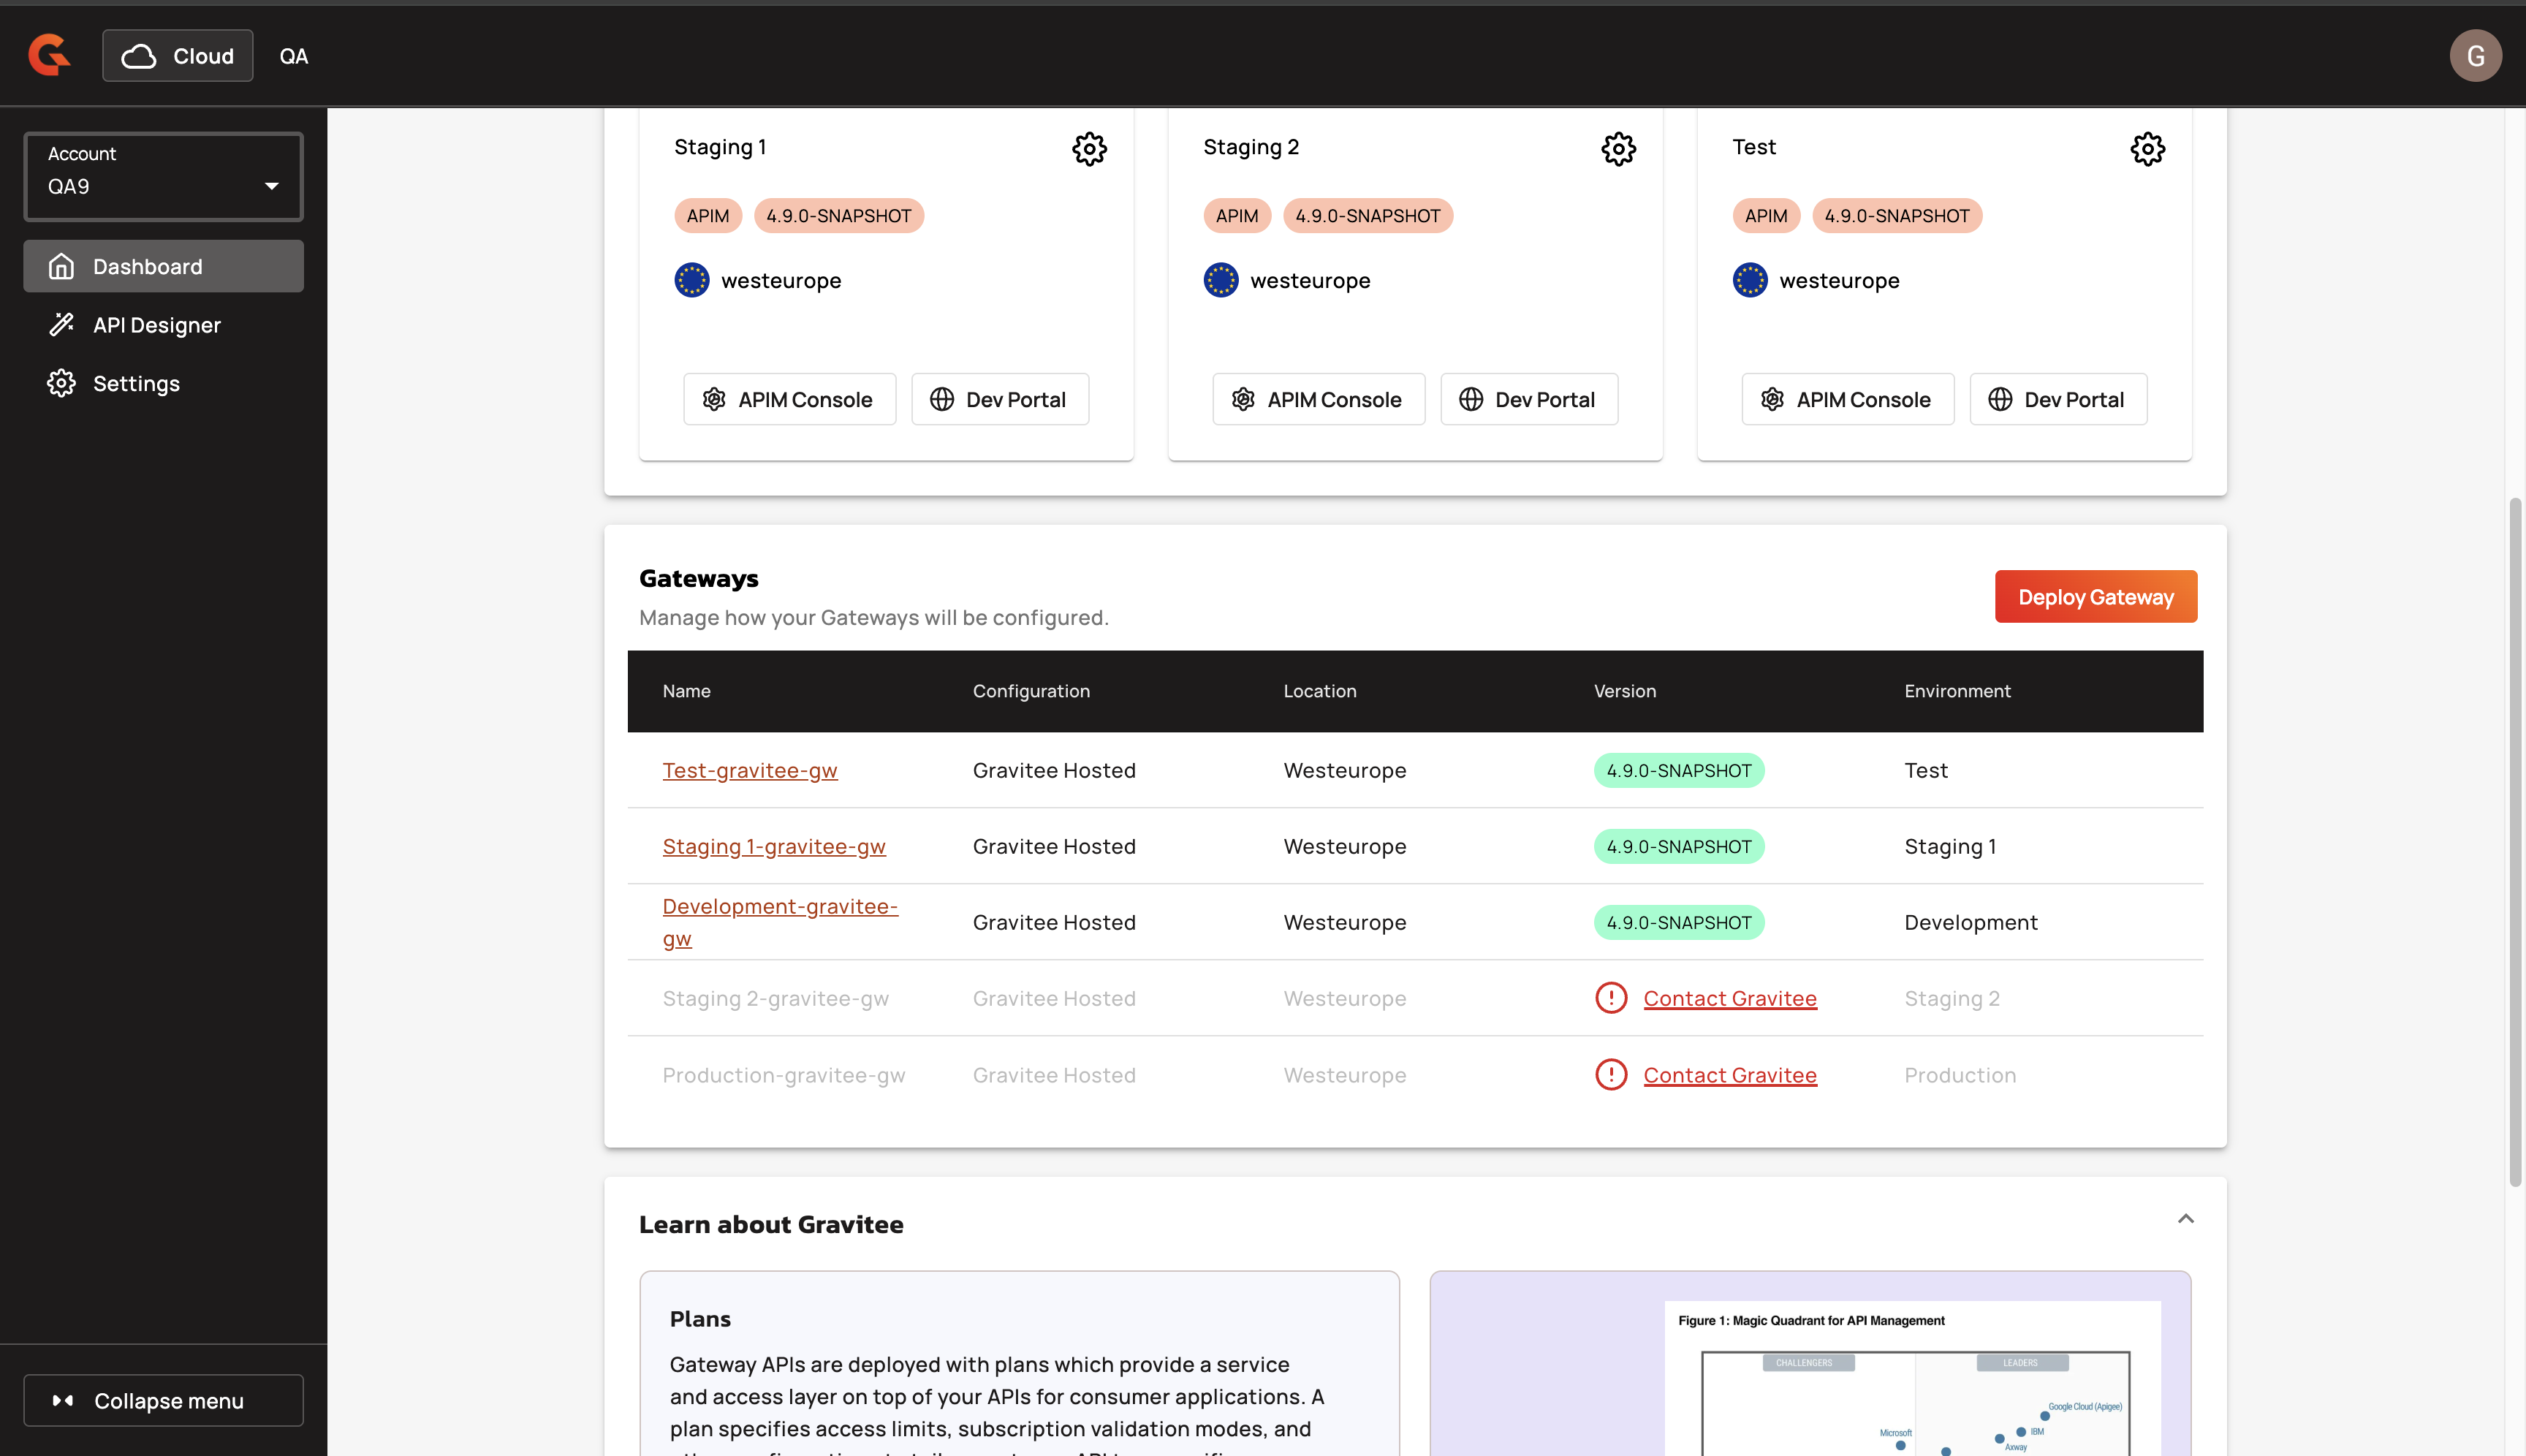 Cloud
QA
G
Account
QA9
Dashboard
API Designer
Settings
Collapse menu
Staging 1
APIM 4.9.0-SNAPSHOT
westeurope
APIM Console Dev Portal
Staging 2
APIM 4.9.0-SNAPSHOT
westeurope
APIM Console Dev Portal
Test
APIM 4.9.0-SNAPSHOT
westeurope
APIM Console Dev Portal
Gateways
Manage how your Gateways will be configured.
Deploy Gateway
Name Configuration Location Version Environment
Test-gravitee-gw Gravitee Hosted Westeurope 4.9.0-SNAPSHOT Test
Staging 1-gravitee-gw Gravitee Hosted Westeurope 4.9.0-SNAPSHOT Staging 1
Development-gravitee-
gw Gravitee Hosted Westeurope 4.9.0-SNAPSHOT Development
Staging 2-gravitee-gw Gravitee Hosted Westeurope Contact Gravitee Staging 2
Production-gravitee-gw Gravitee Hosted Westeurope Contact Gravitee Production
Learn about Gravitee
Plans
Gateway APIs are deployed with plans which provide a service
and access layer on top of your APIs for consumer applications. A
plan specifies access limits, subscription validation modes, and
Figure 1: Magic Quadrant for API Management
CHALLENGERS LEADERS
Google Cloud (Apigee)
Microsoft
IBM
Axway